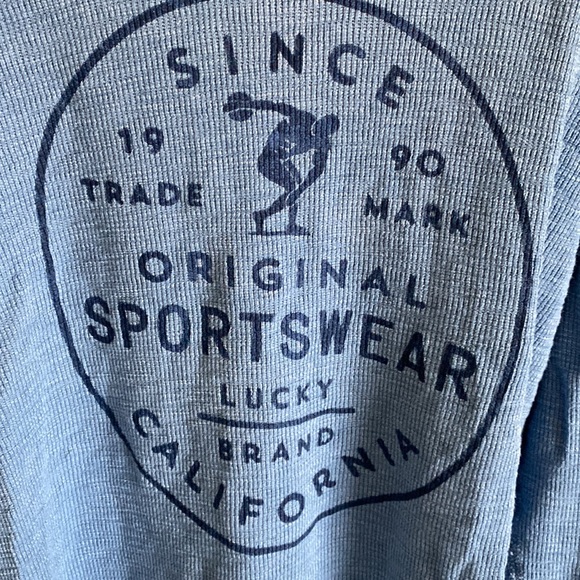 SINCE
19 90
TRADE MARK
ORIGINAL
SPORTSWEAR
LUCKY
BRAND
CALIFORNIA